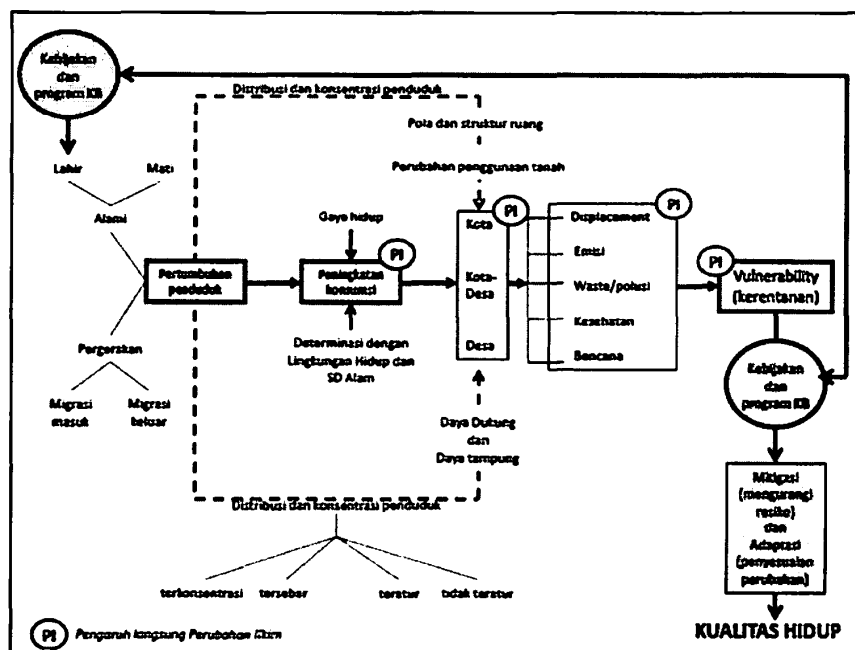 Kebijakan
dan
program KB
Distribusi dan konsentrasi penduduk
Pola dan struktur ruang
Lahir
Mati
Perubahan penggunaan tanah
Alami
Gaya hidup
PI
Pertumbuhan
penduduk
Peningkatan
konsumsi
PI
Kota
Kota-
Desa
Desa
PI
Displacement
Emisi
Waste/polusi
Kesehatan
Bencana
PI
Vulnerability
(kerentanan)
Pergerakan
Migrasi
masuk
Migrasi
keluar
Determinasi dengan
Lingkungan Hidup dan
SD Alam
Daya Dukung
dan
Daya tampung
Kebijakan
dan
program KB
Distribusi dan konsentrasi penduduk
Mitigasi
(mengurangi
resiko)
dan
Adaptasi
(penyesuaian
perubahan)
terkonsentrasi
tersebar
teratur
tidak teratur
PI
Pengaruh langsung Perubahan Iklim
KUALITAS HIDUP